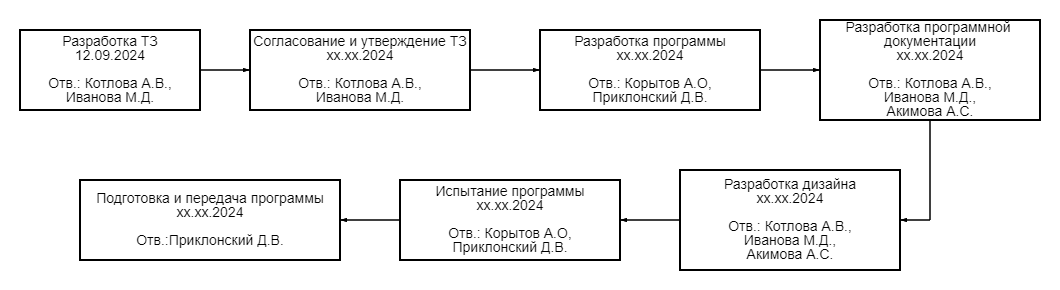 Разработка ТЗ
12.09.2024
Отв.: Котлова А.В.,
Иванова М.Д.
Согласование и утверждение ТЗ
xx.xx.2024
Отв.: Котлова А.В.,
Иванова М.Д.
Разработка программы
xx.xx.2024
Отв.: Корытов А.О,
Приклонский Д.В.
Разработка программной
документации
xx.xx.2024
Отв.: Котлова А.В.,
Иванова М.Д.,
Акимова А.С.
Разработка дизайна
xx.xx.2024
Отв.: Котлова А.В.,
Иванова М.Д.,
Акимова А.С.
Испытание программы
xx.xx.2024
Отв.: Корытов А.О,
Приклонский Д.В.
Подготовка и передача программы
xx.xx.2024
Отв.:Приклонский Д.В.